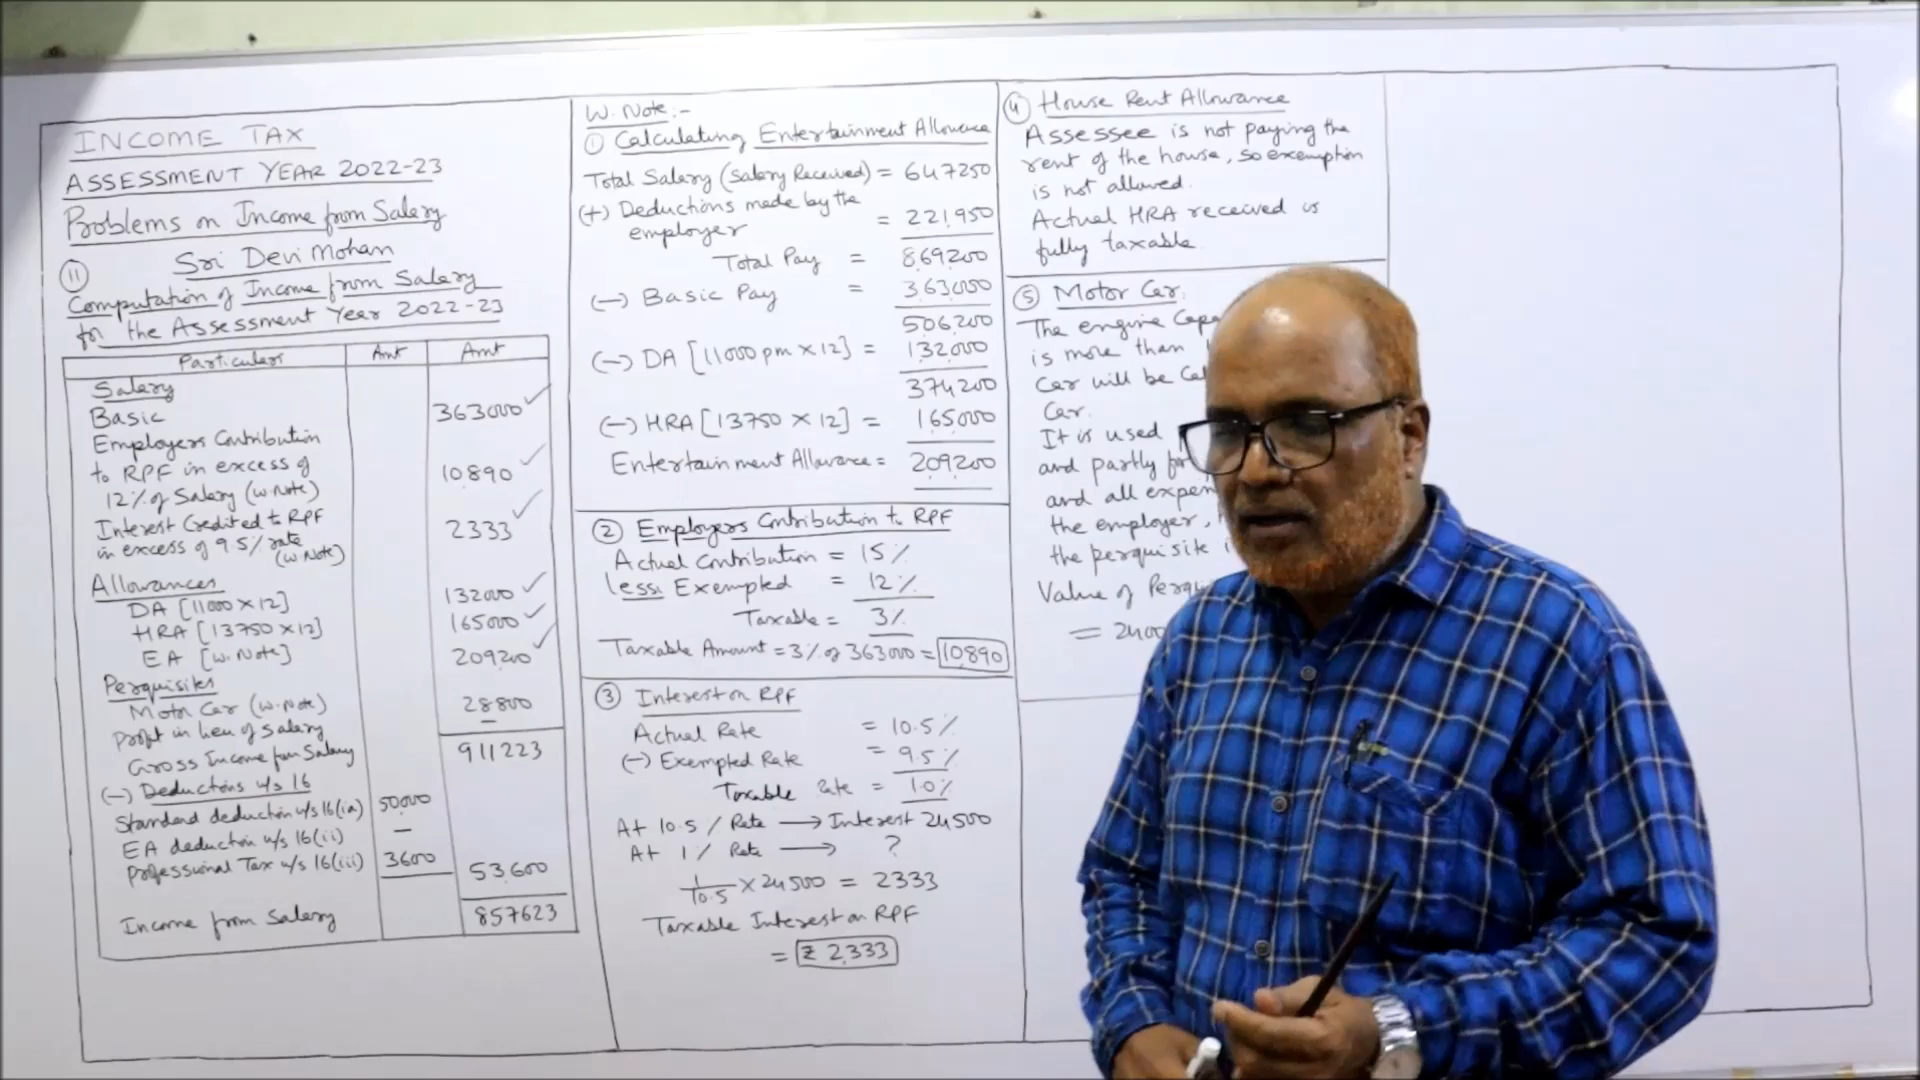 INCOME TAX
ASSESSMENT YEAR 2022-23
Problems on Income from Salary
11 Sri Devi Mohan
Computation of Income from Salary
for the Assessment Year 2022-23
Particulars Amt Amt
Salary
Basic 363000 ✓
Employers Contribution
to RPF in excess of 10890 ✓
12% of Salary (W.Note)
Interest Credited to RPF 2333 ✓
in excess of 9.5% rate
(W.Note)
Allowances
DA [11000 × 12] 132000 ✓
HRA [13750 × 12] 165000 ✓
EA [W.Note] 209200 ✓
Perquisites
Motor Car (W.Note) 28800
Profit in lieu of Salary —
Gross Income from Salary 911223
(—) Deductions u/s 16
Standard deduction u/s 16(ia) 50000
EA deduction u/s 16(ii) —
Professional Tax u/s 16(iii) 3600 53600
Income from Salary 857623
W.Note:-
① Calculating Entertainment Allowance
Total Salary (Salary Received) = 647250
(+) Deductions made by the
employer = 221950
Total Pay = 869200
(—) Basic Pay = 363000
506200
(—) DA [11000 pm × 12] = 132000
374200
(—) HRA [13750 × 12] = 165000
Entertainment Allowance = 209200
② Employers Contribution to RPF
Actual Contribution = 15%
less: Exempted = 12%
Taxable = 3%
Taxable Amount = 3% of 363000 = 10890
③ Interest on RPF
Actual Rate = 10.5%
(—) Exempted Rate = 9.5%
Taxable Rate = 1.0%
At 10.5% Rate → Interest 24500
At 1% Rate → ?
1/10.5 × 24500 = 2333
Taxable Interest on RPF
= ₹ 2333
④ House Rent Allowance
Assessee is not paying the
rent of the house, so exemption
is not allowed.
Actual HRA received is
fully taxable.
⑤ Motor Car.
The engine
is more than
Car will be
Car.
It is used
and partly for
and all
the employer,
the perquisite
Value of
= 2400